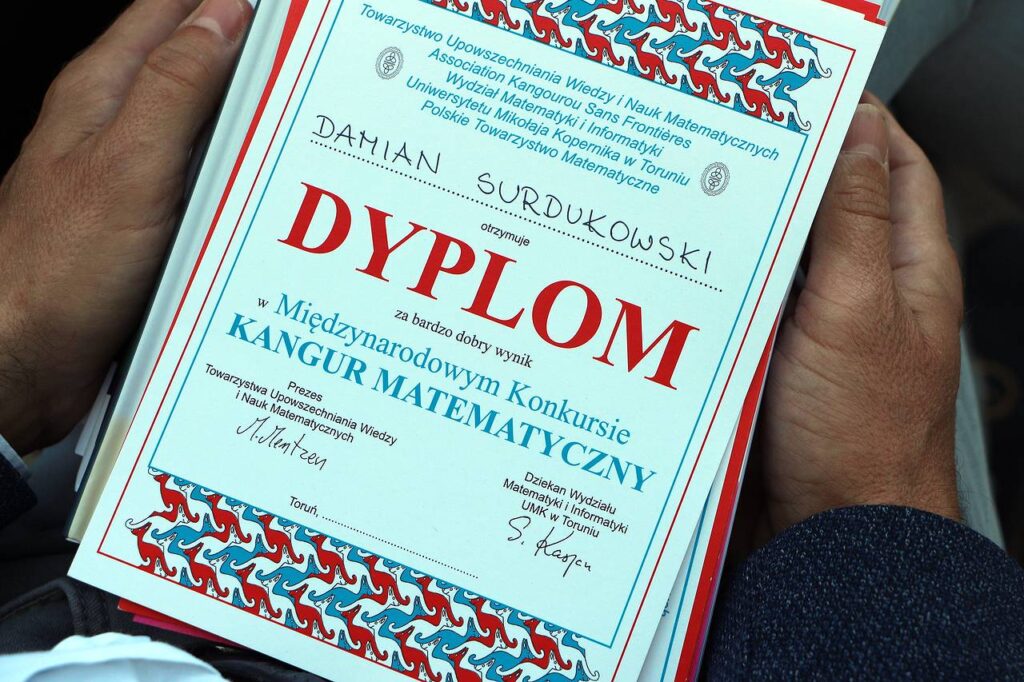 Towarzystwo Upowszechniania Wiedzy i Nauk Matematycznych
Association Kangourou Sans Frontières
Wydział Matematyki i Informatyki
Uniwersytetu Mikołaja Kopernika w Toruniu
Polskie Towarzystwo Matematyczne
DAMIAN SURDUKOWSKI
otrzymuje
DYPLOM
za bardzo dobry wynik
w Międzynarodowym Konkursie
KANGUR MATEMATYCZNY
Prezes
Towarzystwa Upowszechniania Wiedzy
i Nauk Matematycznych
M. Mentzen
Dziekan Wydziału
Matematyki i Informatyki
UMK w Toruniu
S. Kasjan
Toruń, ........................................